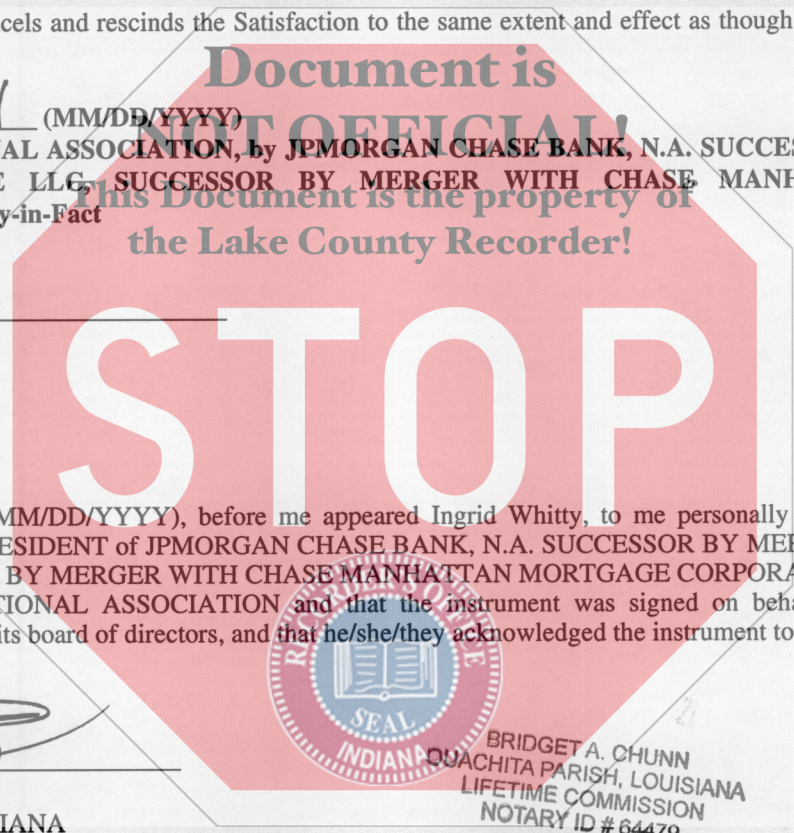 cels and rescinds the Satisfaction to the same extent and effect as though
Document is
(MM/DD/YYYY)
NOT OFFICIAL!
AL ASSOCIATION, by JPMORGAN CHASE BANK, N.A. SUCCES
E LLC, SUCCESSOR BY MERGER WITH CHASE MANH
This Document is the property of
y-in-Fact
the Lake County Recorder!
STOP
MM/DD/YYYY), before me appeared Ingrid Whitty, to me personally
ESIDENT of JPMORGAN CHASE BANK, N.A. SUCCESSOR BY MER
BY MERGER WITH CHASE MANHATTAN MORTGAGE CORPORA
TIONAL ASSOCIATION and that the instrument was signed on beha
its board of directors, and that he/she/they acknowledged the instrument to
RECORDER'S OFFICE
SEAL
INDIANA
BRIDGET A. CHUNN
OUACHITA PARISH, LOUISIANA
LIFETIME COMMISSION
NOTARY ID # 64479
IANA